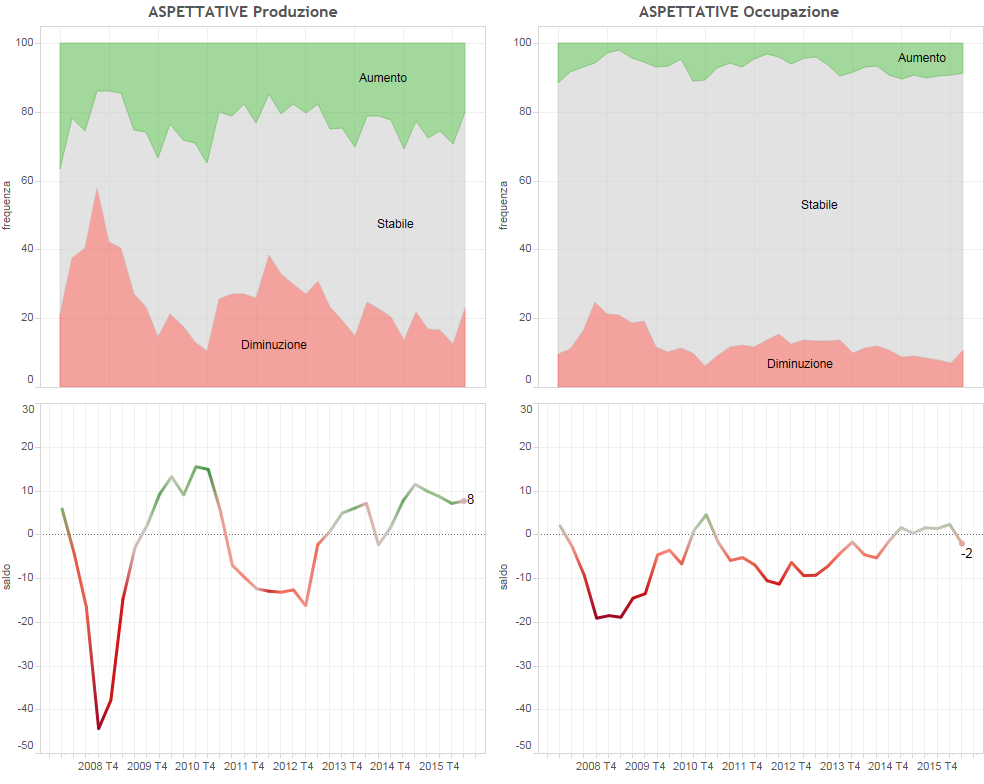 ASPETTATIVE Produzione
100
80
60
40
20
0
frequenza
Aumento
Stabile
Diminuzione
30
20
10
0
-10
-20
-30
-40
-50
saldo
8
2008 T4 2009 T4 2010 T4 2011 T4 2012 T4 2013 T4 2014 T4 2015 T4
ASPETTATIVE Occupazione
100
80
60
40
20
0
frequenza
Aumento
Stabile
Diminuzione
30
20
10
0
-10
-20
-30
-40
-50
saldo
-2
2008 T4 2009 T4 2010 T4 2011 T4 2012 T4 2013 T4 2014 T4 2015 T4